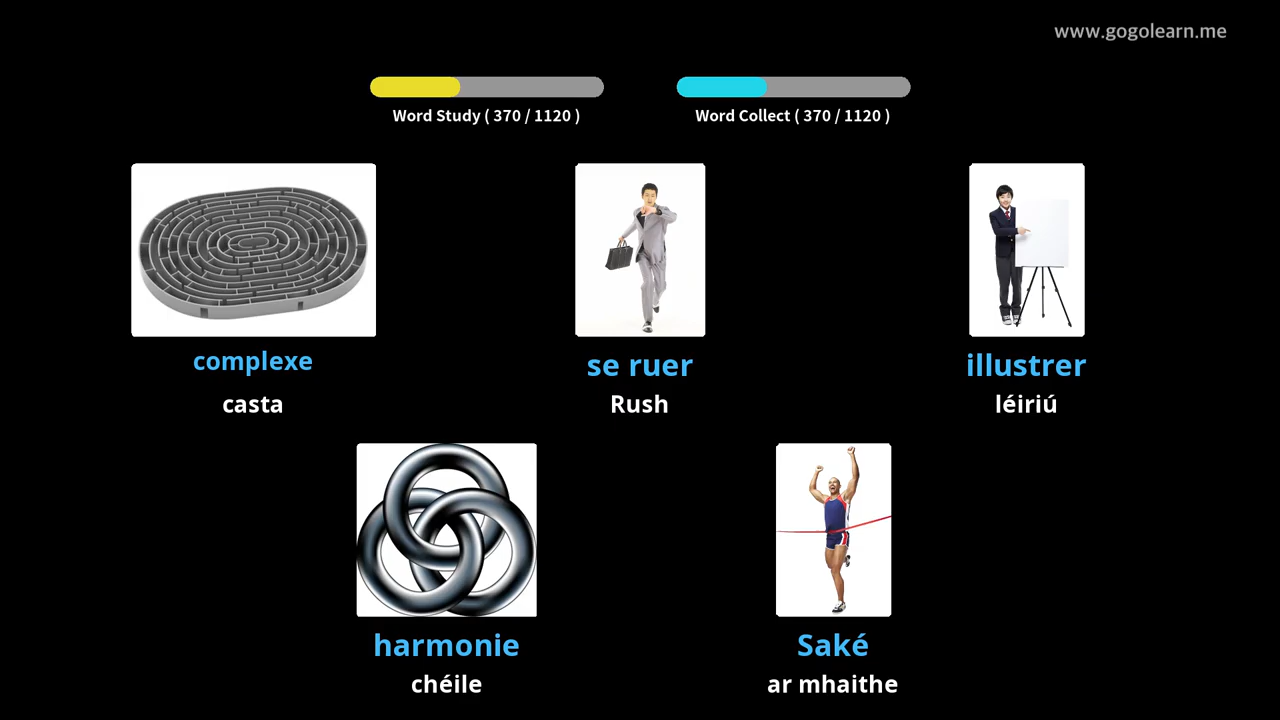 www.gogolearn.me
Word Study ( 370 / 1120 )
Word Collect ( 370 / 1120 )
complexe
casta
se ruer
Rush
illustrer
léiriú
harmonie
chéile
Saké
ar mhaithe